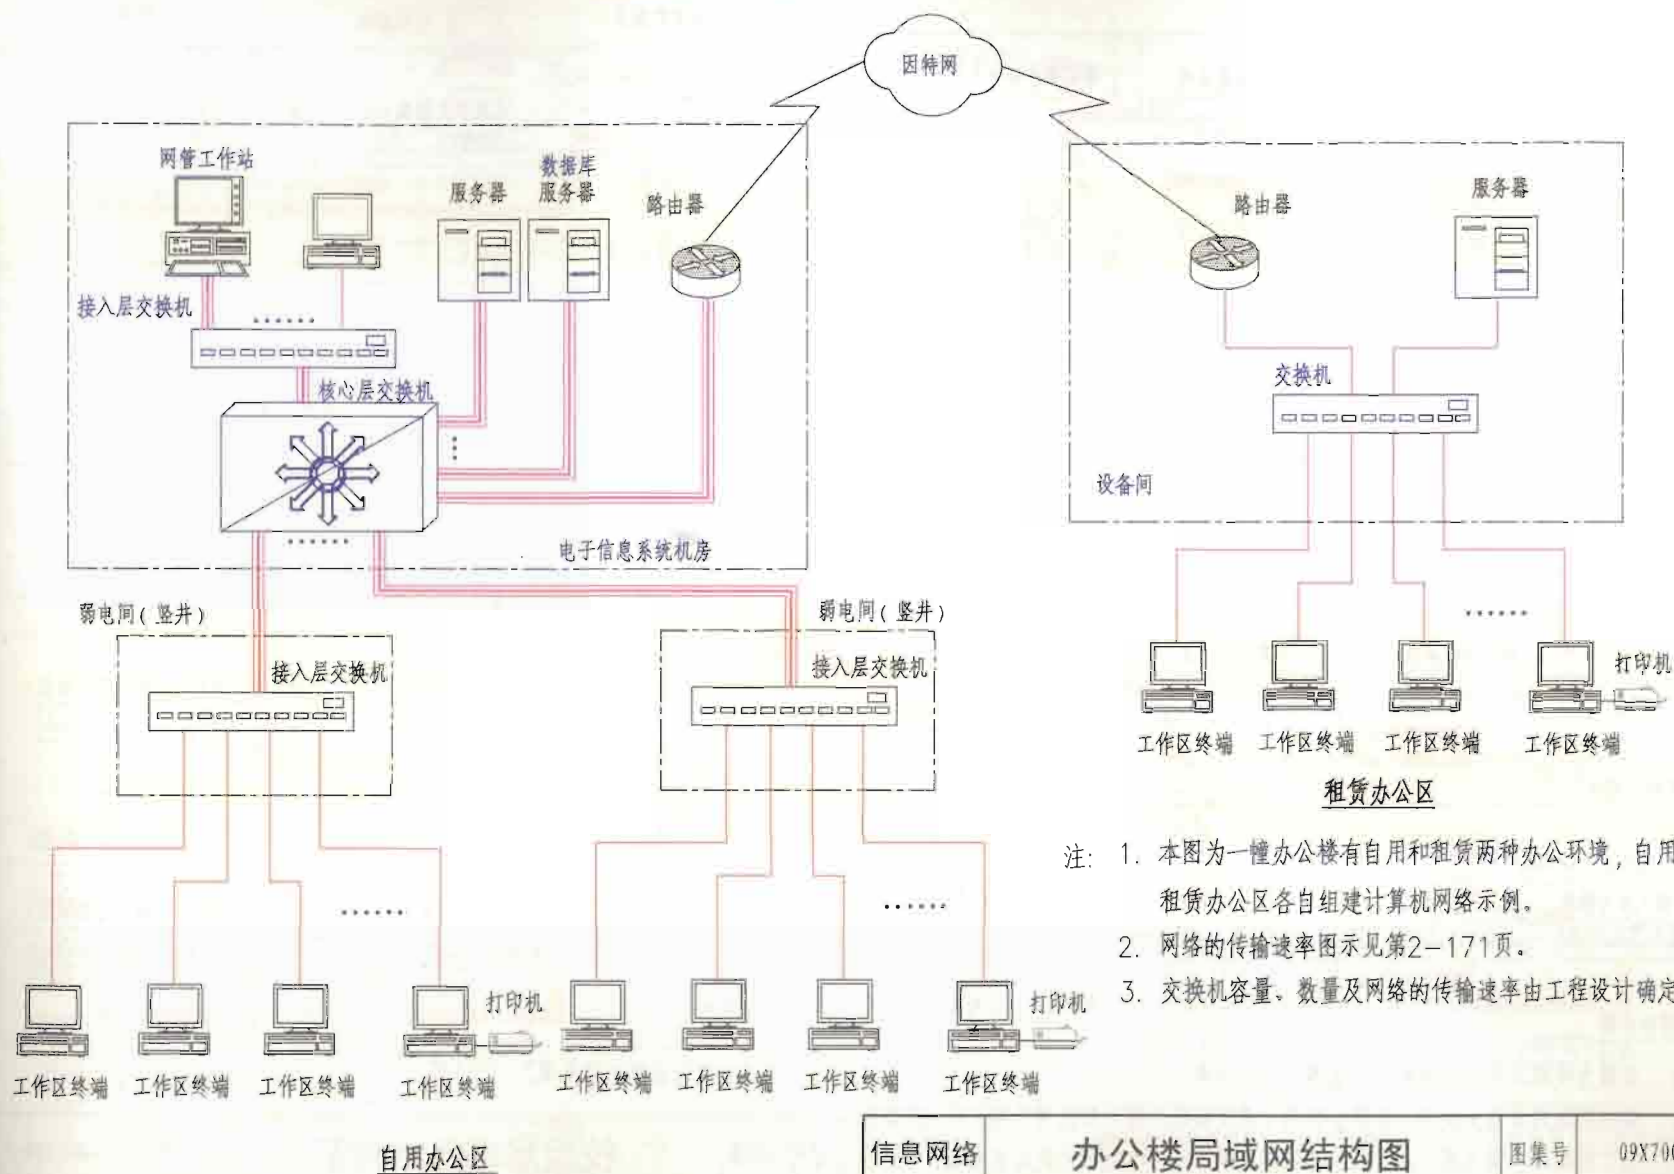 因特网
网管工作站
数据库
服务器
服务器
路由器
接入层交换机
核心层交换机
电子信息系统机房
路由器
服务器
交换机
设备间
弱电间(竖井)
接入层交换机
弱电间(竖井)
接入层交换机
打印机
工作区终端
工作区终端
工作区终端
工作区终端
租赁办公区
打印机
工作区终端
工作区终端
工作区终端
工作区终端
打印机
工作区终端
工作区终端
工作区终端
工作区终端
自用办公区
注: 1. 本图为一幢办公楼有自用和租赁两种办公环境,自用
租赁办公区各自组建计算机网络示例。
2. 网络的传输速率图示见第2-171页。
3. 交换机容量、数量及网络的传输速率由工程设计确定
信息网络
办公楼局域网结构图
图集号
09X70